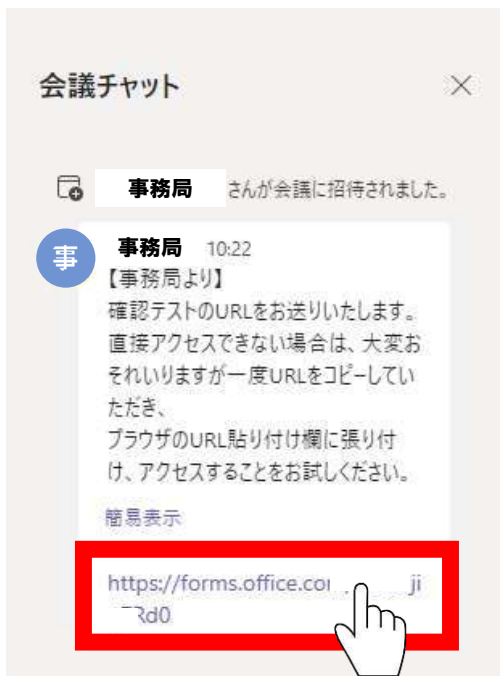 会議チャット
事務局 さんが会議に招待されました。
事
事務局 10:22
【事務局より】
確認テストのURLをお送りいたします。
直接アクセスできない場合は、大変お
それいりますが一度URLをコピーしてい
ただき、
ブラウザのURL貼り付け欄に張り付
け、アクセスすることをお試しください。
簡易表示
https://forms.office.co